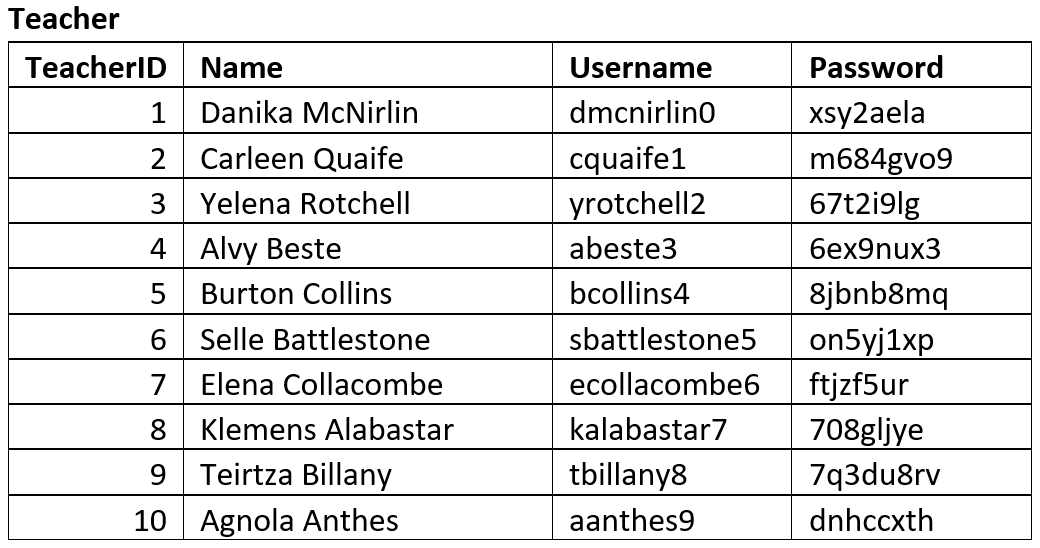 Teacher
TeacherID Name Username Password
1 Danika McNirlin dmcnirlin0 xsy2aela
2 Carleen Quaife cquaife1 m684gvo9
3 Yelena Rotchell yrotchell2 67t2i9lg
4 Alvy Beste abeste3 6ex9nux3
5 Burton Collins bcollins4 8jbnb8mq
6 Selle Battlestone sbattlestone5 on5yj1xp
7 Elena Collacombe ecollacombe6 ftjzf5ur
8 Klemens Alabastar kalabastar7 708gljye
9 Teirtza Billany tbillany8 7q3du8rv
10 Agnola Anthes aanthes9 dnhccxth